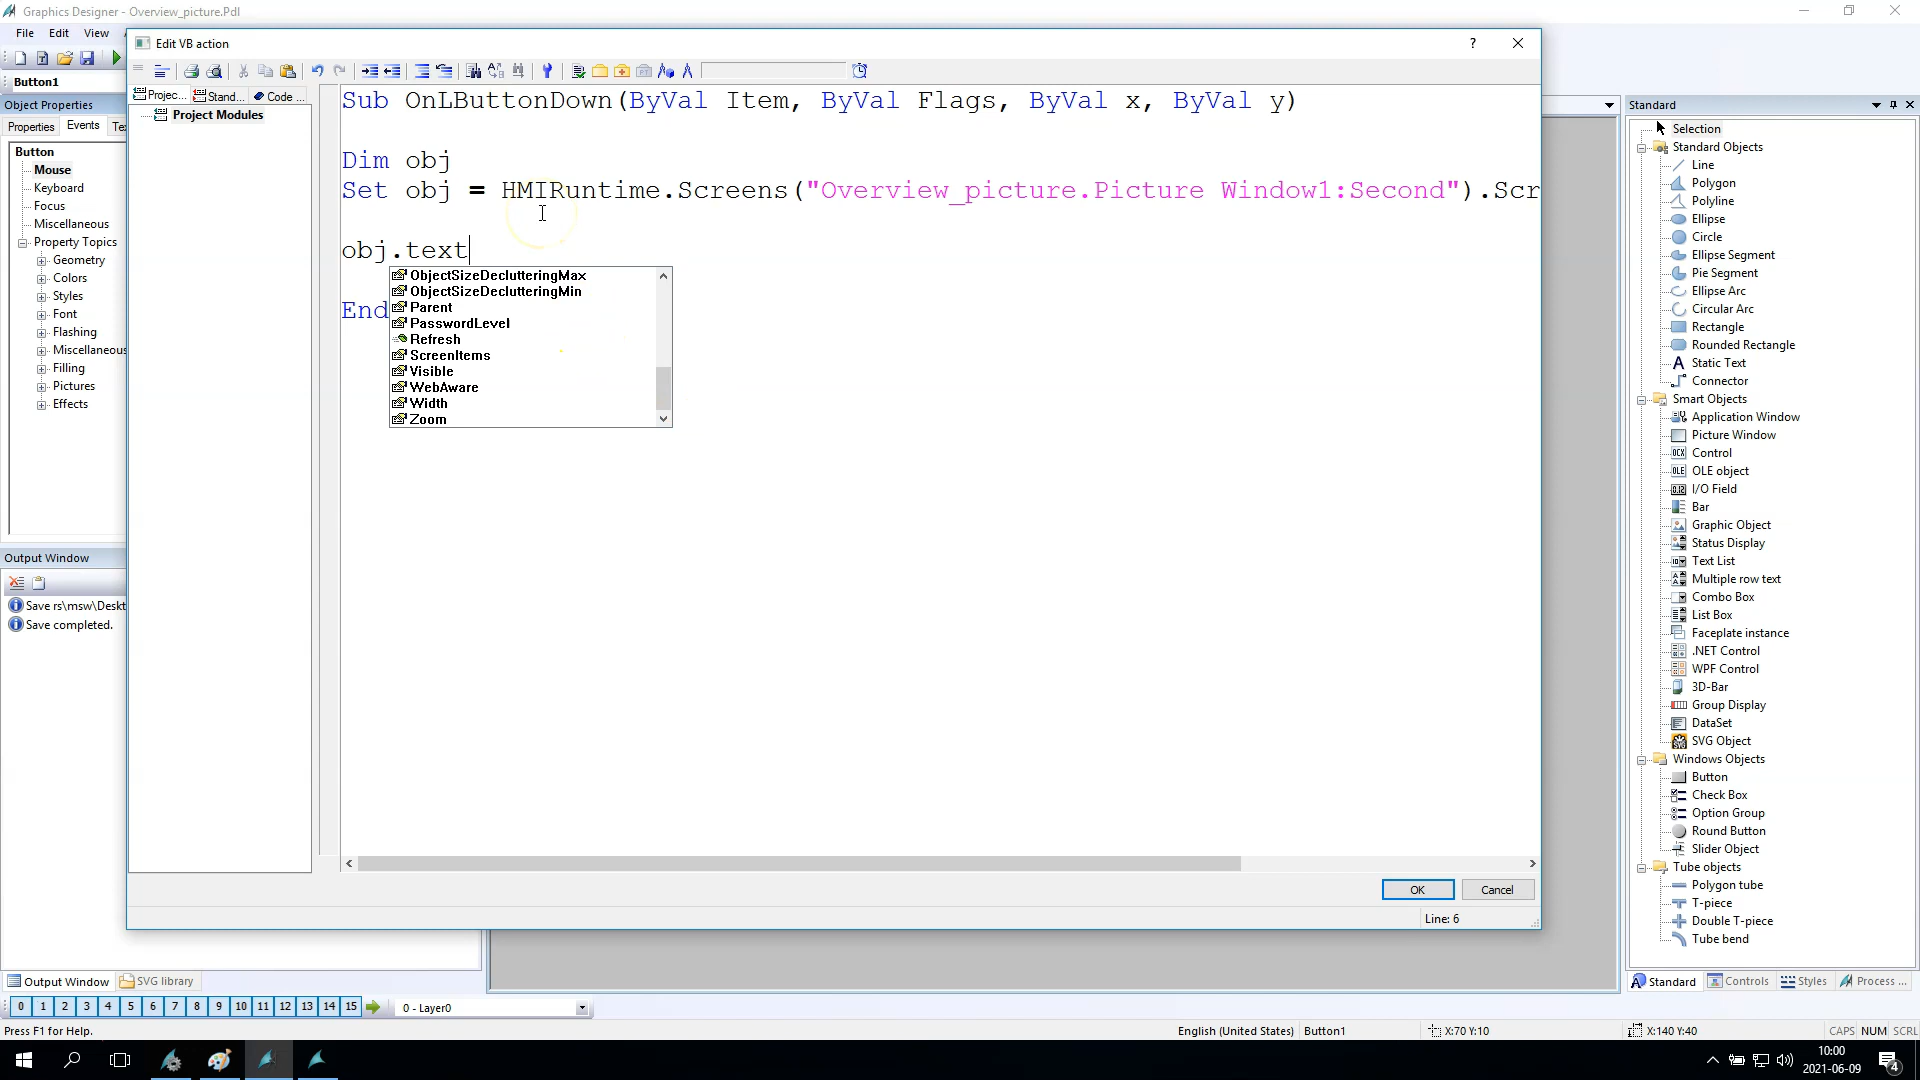 Graphics Designer - Overview_picture.Pdl
File Edit View
Button1
Object Properties
Properties Events Te
Button
Mouse
Keyboard
Focus
Miscellaneous
Property Topics
Geometry
Colors
Styles
Font
Flashing
Miscellaneous
Filling
Pictures
Effects
Output Window
Save rs\msw\Deskt
Save completed.
Output Window SVG library
Edit VB action
?
Projec... Stand... Code ...
Project Modules
Sub OnLButtonDown(ByVal Item, ByVal Flags, ByVal x, ByVal y)
Dim obj
Set obj = HMIRuntime.Screens("Overview_picture.Picture Window1:Second").Scr
obj.text
End
ObjectSizeDeclutteringMax
ObjectSizeDeclutteringMin
Parent
PasswordLevel
Refresh
ScreenItems
Visible
WebAware
Width
Zoom
OK Cancel
Line: 6
Standard
Selection
Standard Objects
Line
Polygon
Polyline
Ellipse
Circle
Ellipse Segment
Pie Segment
Ellipse Arc
Circular Arc
Rectangle
Rounded Rectangle
Static Text
Connector
Smart Objects
Application Window
Picture Window
Control
OLE object
I/O Field
Bar
Graphic Object
Status Display
Text List
Multiple row text
Combo Box
List Box
Faceplate instance
.NET Control
WPF Control
3D-Bar
Group Display
DataSet
SVG Object
Windows Objects
Button
Check Box
Option Group
Round Button
Slider Object
Tube objects
Polygon tube
T-piece
Double T-piece
Tube bend
Standard Controls Styles Process ...
0 1 2 3 4 5 6 7 8 9 10 11 12 13 14 15
0 - Layer0
Press F1 for Help.
English (United States) Button1 X:70 Y:10 X:140 Y:40 CAPS NUM SCRL
10:00
2021-06-09
4